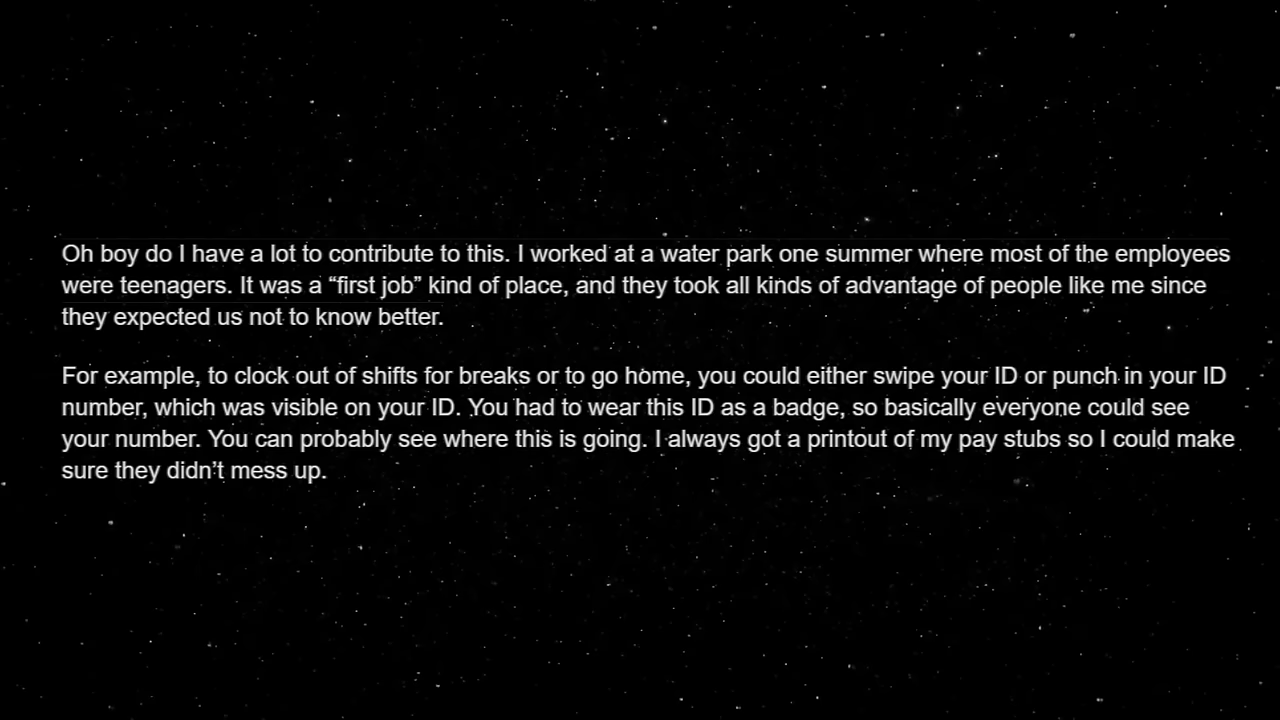 Oh boy do I have a lot to contribute to this. I worked at a water park one summer where most of the employees
were teenagers. It was a “first job” kind of place, and they took all kinds of advantage of people like me since
they expected us not to know better.
For example, to clock out of shifts for breaks or to go home, you could either swipe your ID or punch in your ID
number, which was visible on your ID. You had to wear this ID as a badge, so basically everyone could see
your number. You can probably see where this is going. I always got a printout of my pay stubs so I could make
sure they didn’t mess up.